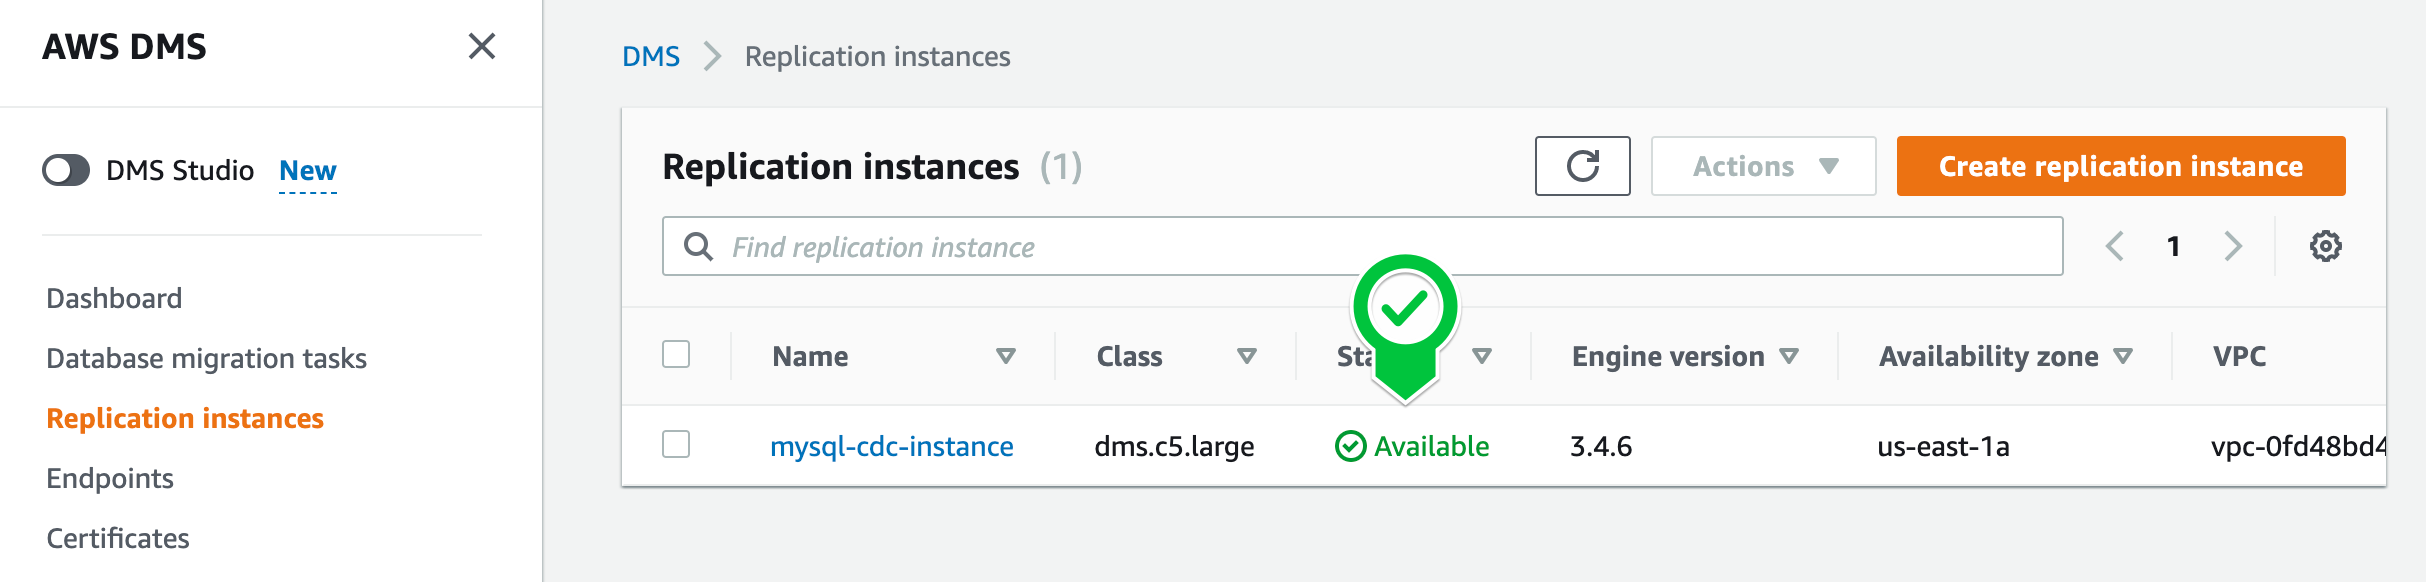 AWS DMS
DMS Studio New
Dashboard
Database migration tasks
Replication instances
Endpoints
Certificates
DMS Replication instances
Replication instances (1)
Actions
Create replication instance
Find replication instance
1
Name Class Engine version Availability zone VPC
mysql-cdc-instance dms.c5.large Available 3.4.6 us-east-1a vpc-0fd48bd4